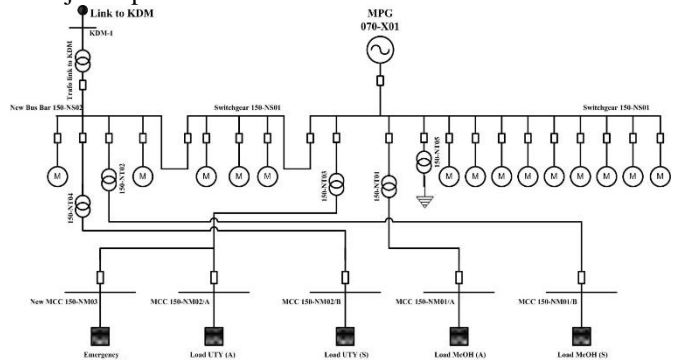 Link to KDM
MPG
070-X01
KDM-1
Trafo link to KDM
New Bus Bar 150-NS02
Switchgear 150-NS01
Switchgear 150-NS01
M
M
M
M
M
M
M
M
M
M
M
M
M
150-NT02
150-NT03
150-NT01
150-NT05
150-NT04
New MCC 150-NM03
MCC 150-NM02/A
MCC 150-NM02/B
MCC 150-NM01/A
MCC 150-NM01/B
Emergency
Load UTY (A)
Load UTY (S)
Load MeOH (A)
Load MeOH (S)